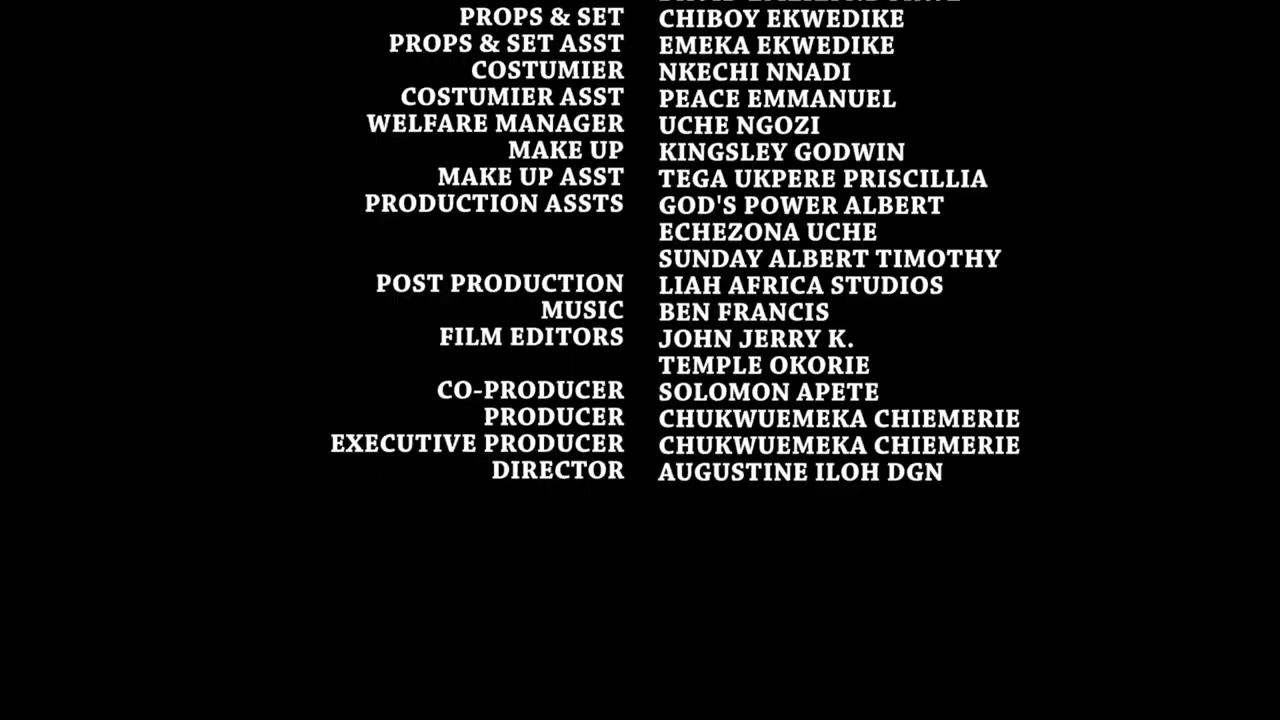 PROPS & SET CHIBOY EKWEDIKE
PROPS & SET ASST EMEKA EKWEDIKE
COSTUMIER NKECHI NNADI
COSTUMIER ASST PEACE EMMANUEL
WELFARE MANAGER UCHE NGOZI
MAKE UP KINGSLEY GODWIN
MAKE UP ASST TEGA UKPERE PRISCILLIA
PRODUCTION ASSTS GOD'S POWER ALBERT
ECHEZONA UCHE
SUNDAY ALBERT TIMOTHY
POST PRODUCTION LIAH AFRICA STUDIOS
MUSIC BEN FRANCIS
FILM EDITORS JOHN JERRY K.
TEMPLE OKORIE
CO-PRODUCER SOLOMON APETE
PRODUCER CHUKWUEMEKA CHIEMERIE
EXECUTIVE PRODUCER CHUKWUEMEKA CHIEMERIE
DIRECTOR AUGUSTINE ILOH DGN